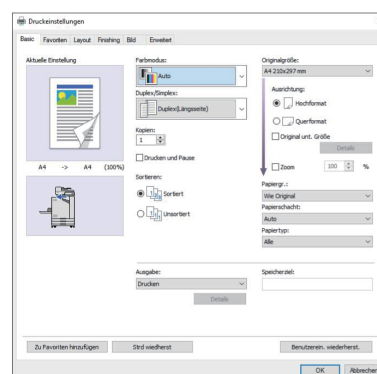 Druckeinstellungen
Basic Favoriten Layout Finishing Bild Erweitert
Aktuelle Einstellung
A4 -> A4 (100%)
Farbmodus:
Auto
Duplex/Simplex:
Duplex(Längsseite)
Kopien:
1
Drucken und Pause
Sortieren:
Sortiert
Unsortiert
Originalgröße:
A4 210x297 mm
Ausrichtung:
Hochformat
Querformat
Original unt. Größe
Details
Zoom 100 %
Papiergr.:
Wie Original
Papierschacht:
Auto
Papiertyp:
Alle
Ausgabe:
Drucken
Details
Speicherziel:
Zu Favoriten hinzufügen Strd wiedherst Benutzerein. wiederherst.
OK Abbrechen